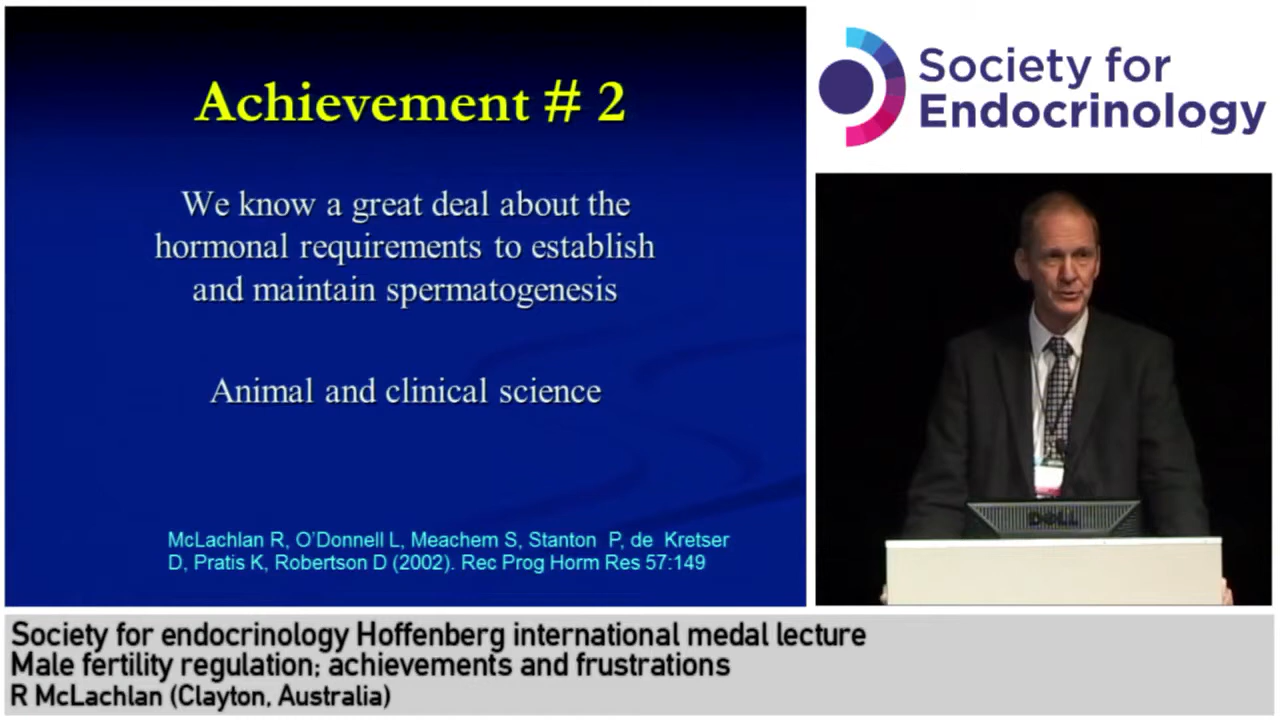 Achievement # 2
We know a great deal about the
hormonal requirements to establish
and maintain spermatogenesis
Animal and clinical science
McLachlan R, O'Donnell L, Meachem S, Stanton P, de Kretser
D, Pratis K, Robertson D (2002). Rec Prog Horm Res 57:149
Society for
Endocrinology
DELL
Society for endocrinology Hoffenberg international medal lecture
Male fertility regulation; achievements and frustrations
R McLachlan (Clayton, Australia)